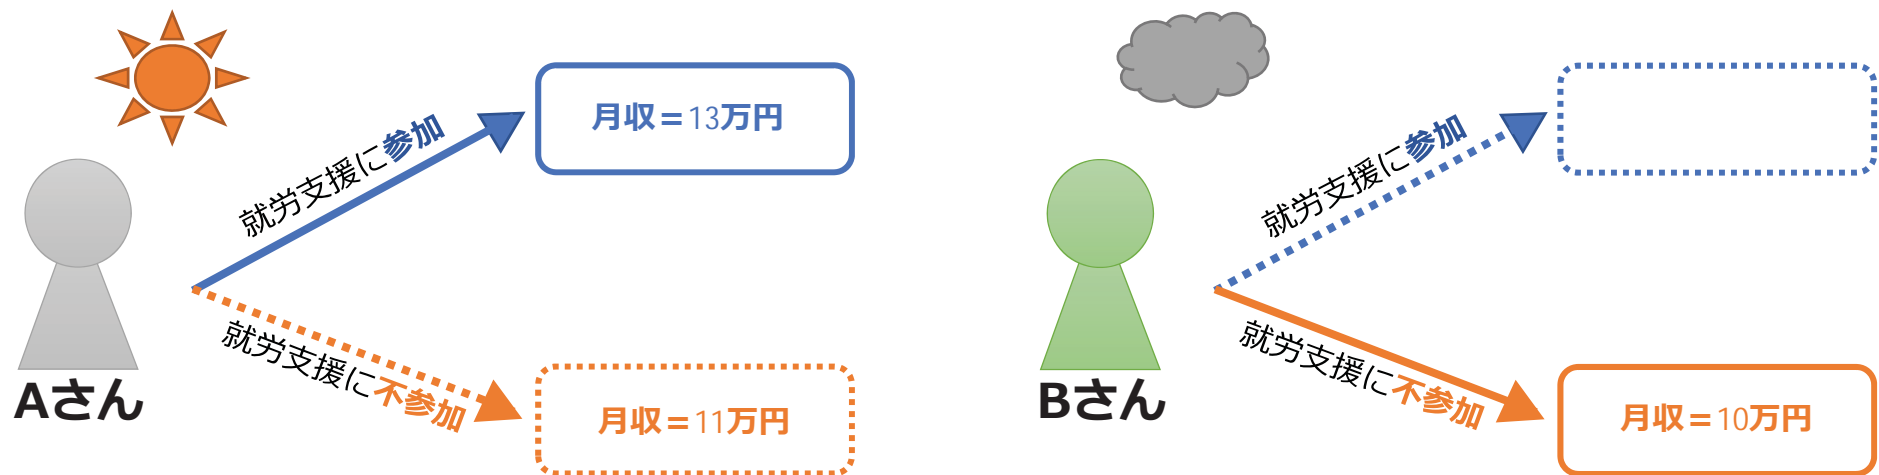 就労支援に参加
月収＝13万円
就労支援に不参加
月収＝11万円
Aさん
就労支援に参加
就労支援に不参加
月収＝10万円
Bさん